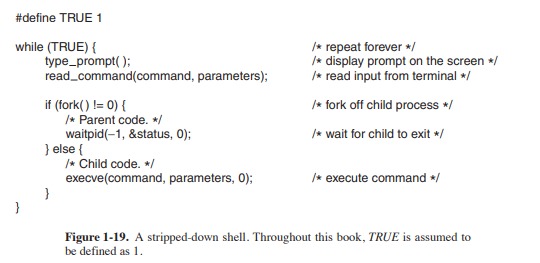 #define TRUE 1
while (TRUE) { /* repeat forever */
type_prompt( ); /* display prompt on the screen */
read_command(command, parameters); /* read input from terminal */
if (fork( ) != 0) { /* fork off child process */
/* Parent code. */
waitpid(−1, &status, 0); /* wait for child to exit */
} else {
/* Child code. */
execve(command, parameters, 0); /* execute command */
}
}
Figure 1-19. A stripped-down shell. Throughout this book, TRUE is assumed to
be defined as 1.